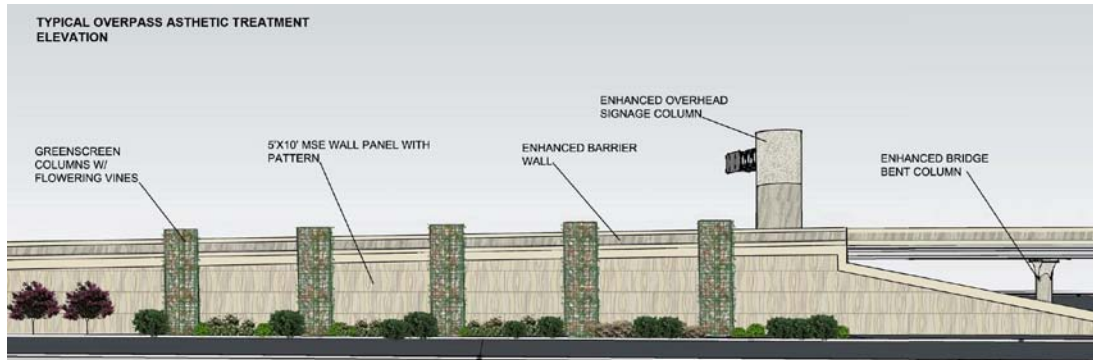 TYPICAL OVERPASS ASTHETIC TREATMENT
ELEVATION
ENHANCED OVERHEAD
SIGNAGE COLUMN
GREENSCREEN
COLUMNS W/
FLOWERING VINES
5'X10' MSE WALL PANEL WITH
PATTERN
ENHANCED BARRIER
WALL
ENHANCED BRIDGE
BENT COLUMN